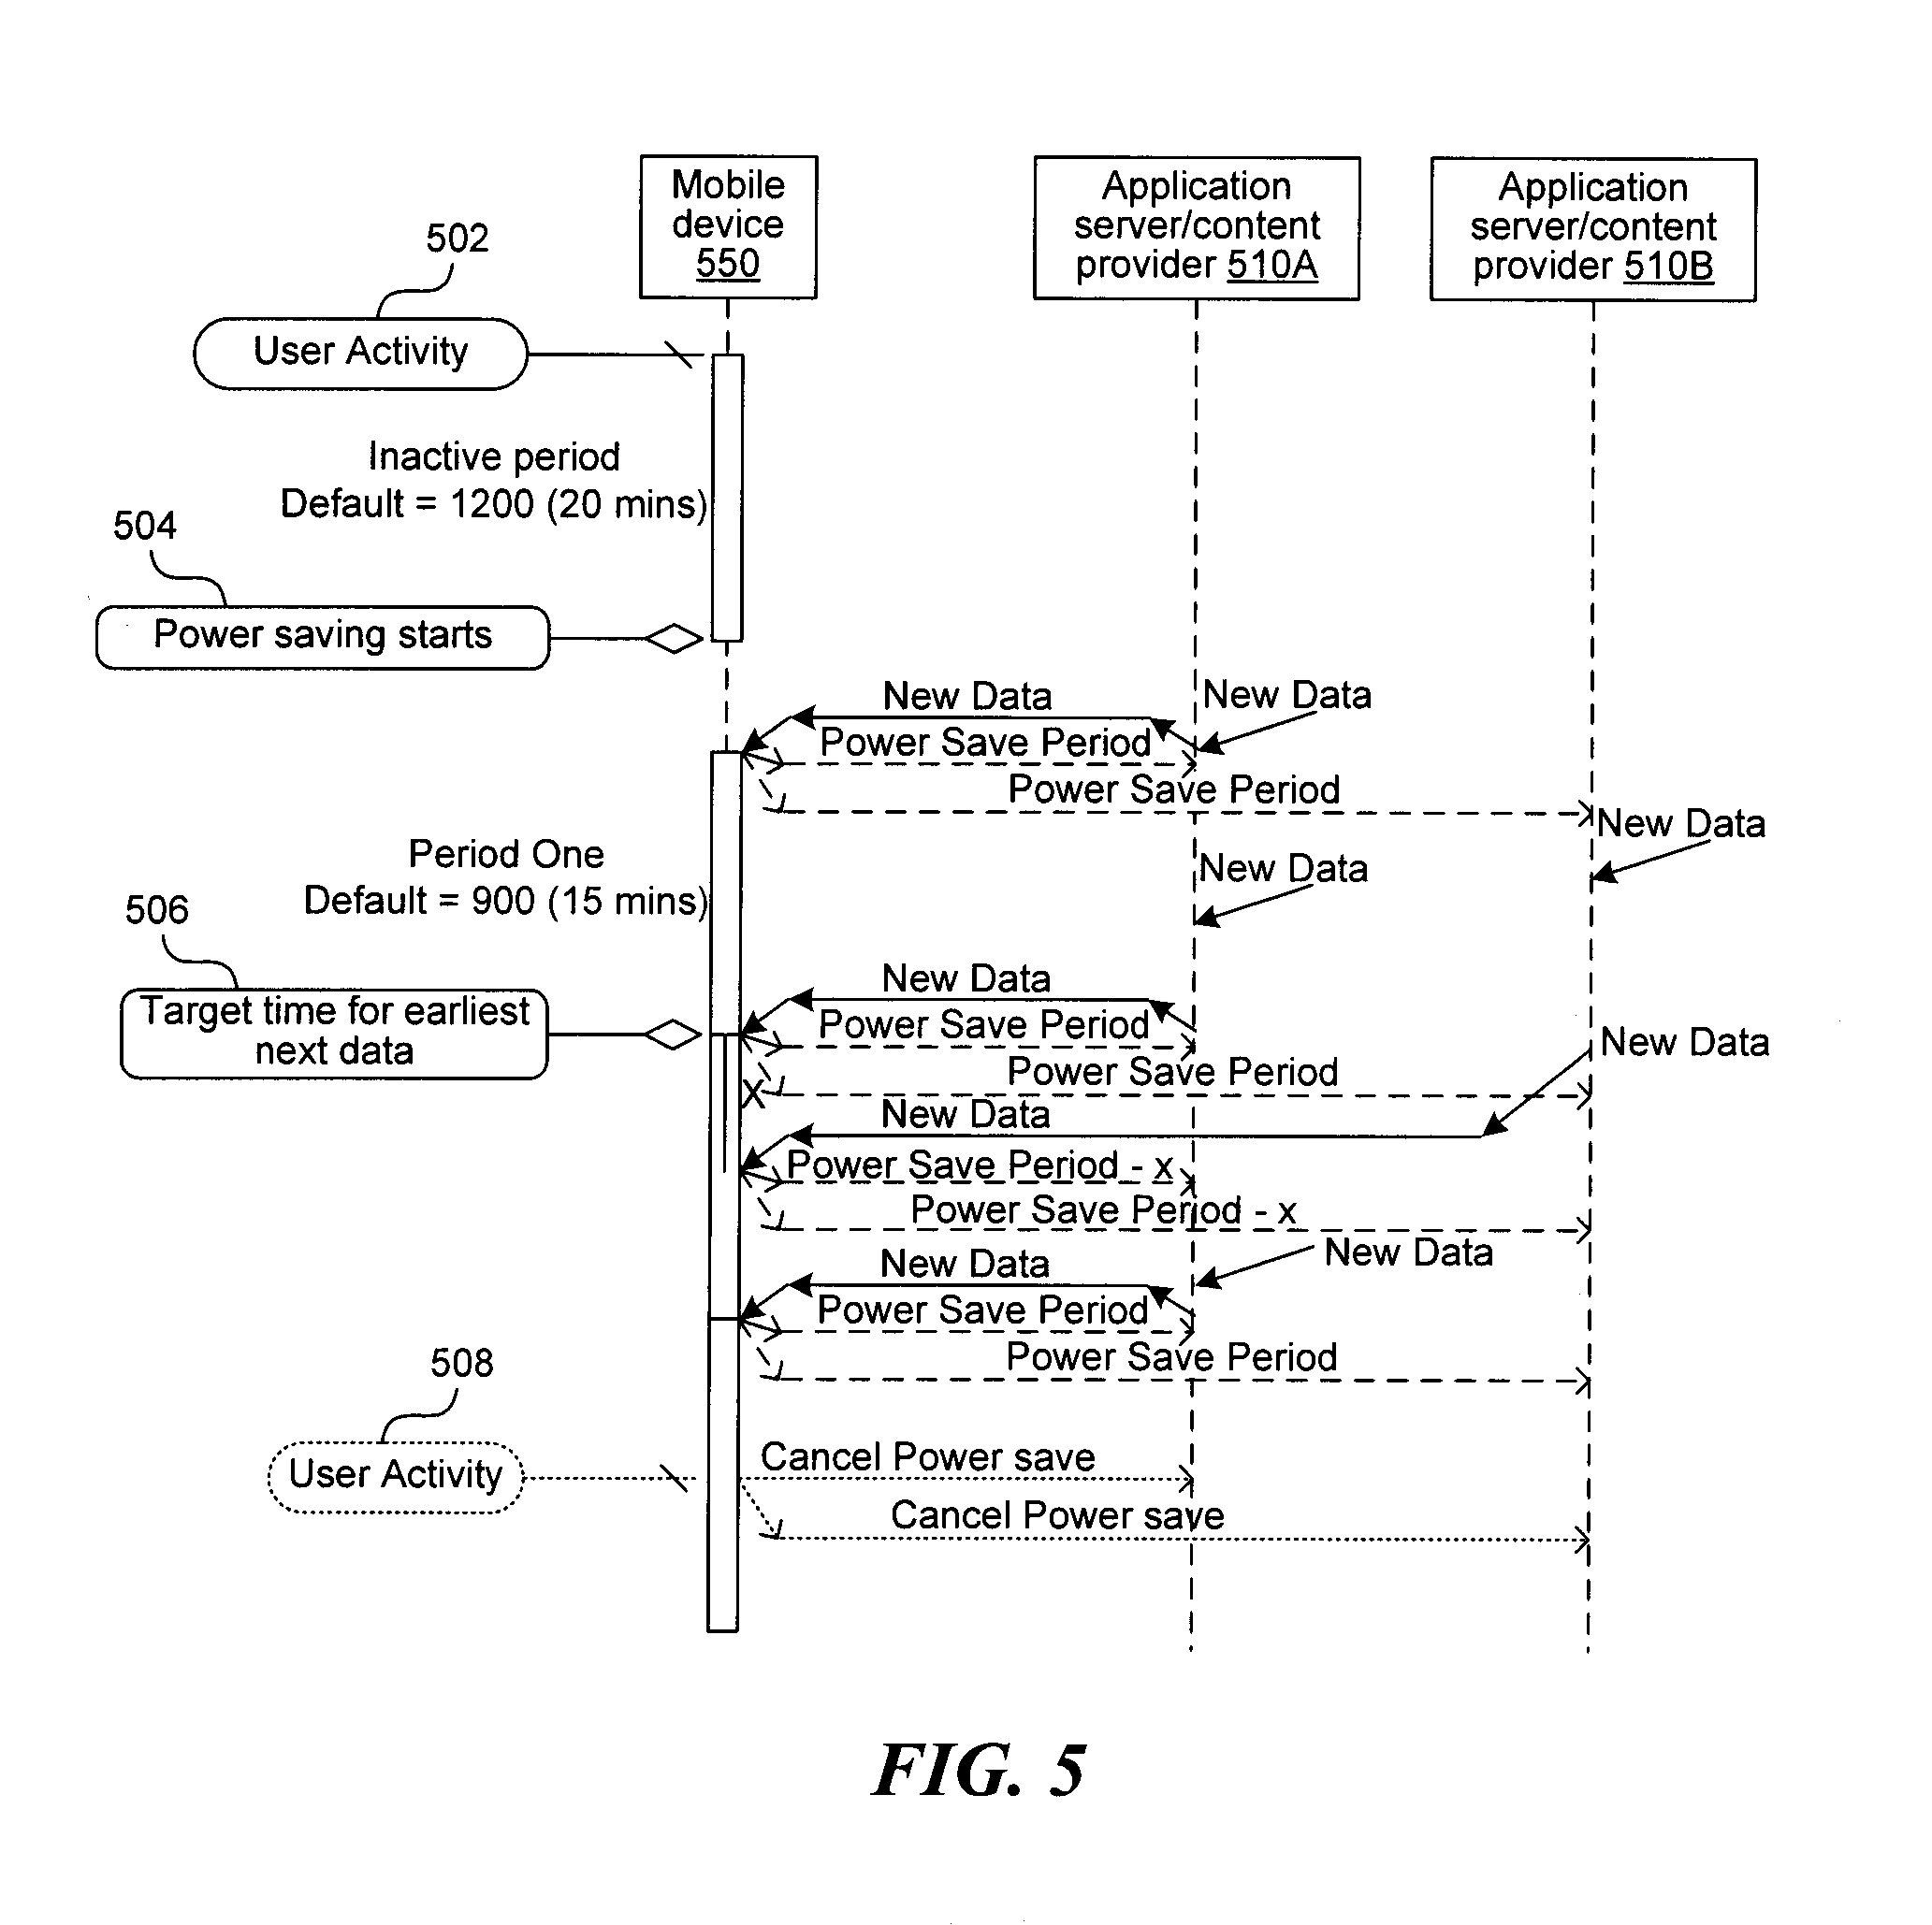 Mobile
device
550
Application
server/content
provider 510A
Application
server/content
provider 510B
502
User Activity
Inactive period
Default = 1200 (20 mins)
504
Power saving starts
New Data
New Data
Power Save Period
Power Save Period
New Data
Period One
Default = 900 (15 mins)
New Data
506
Target time for earliest
next data
New Data
Power Save Period
New Data
Power Save Period
X
New Data
Power Save Period - x
Power Save Period - x
New Data
New Data
Power Save Period
Power Save Period
508
User Activity
Cancel Power save
Cancel Power save
FIG. 5